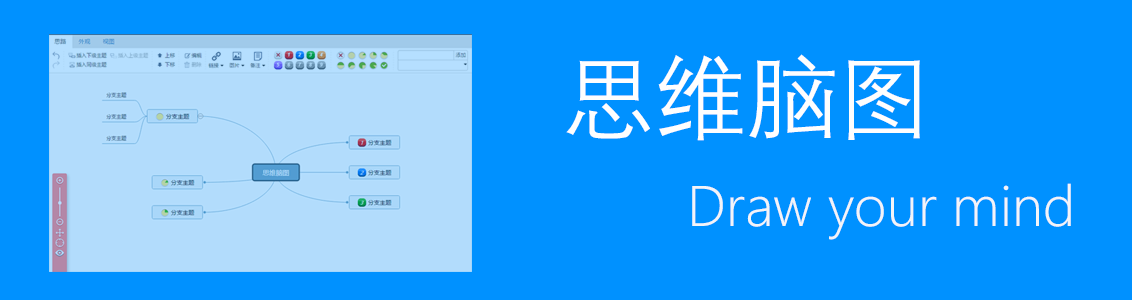 思路 外观 视图
插入下级主题 插入上级主题 上移 编辑
插入同级主题 下移 删除
链接 图片 备注
添加
分支主题
分支主题
分支主题
分支主题
思维脑图
分支主题
分支主题
分支主题
分支主题
分支主题
思维脑图
Draw your mind